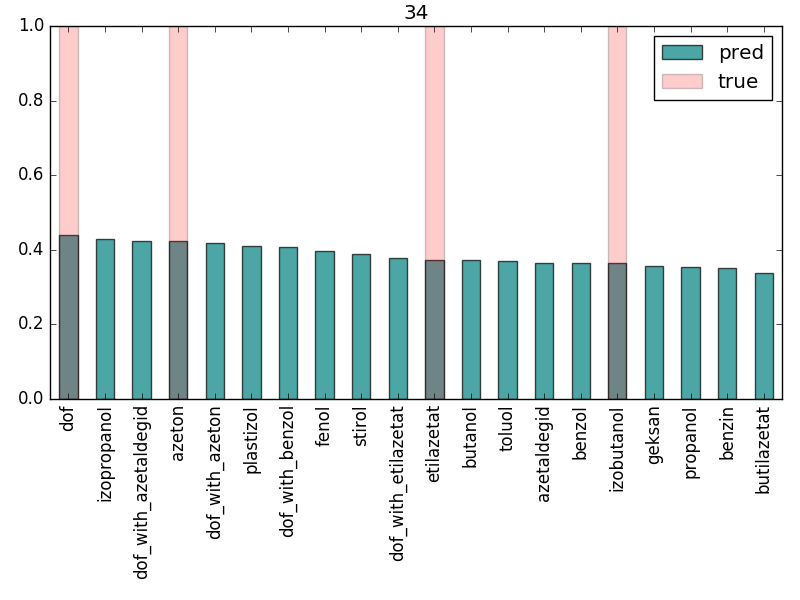 34
pred
true
1.0
0.8
0.6
0.4
0.2
0.0
dof
izopropanol
dof_with_azetaldegid
azeton
dof_with_azeton
plastizol
dof_with_benzol
fenol
stirol
dof_with_etilazetat
etilazetat
butanol
toluol
azetaldegid
benzol
izobutanol
geksan
propanol
benzin
butilazetat